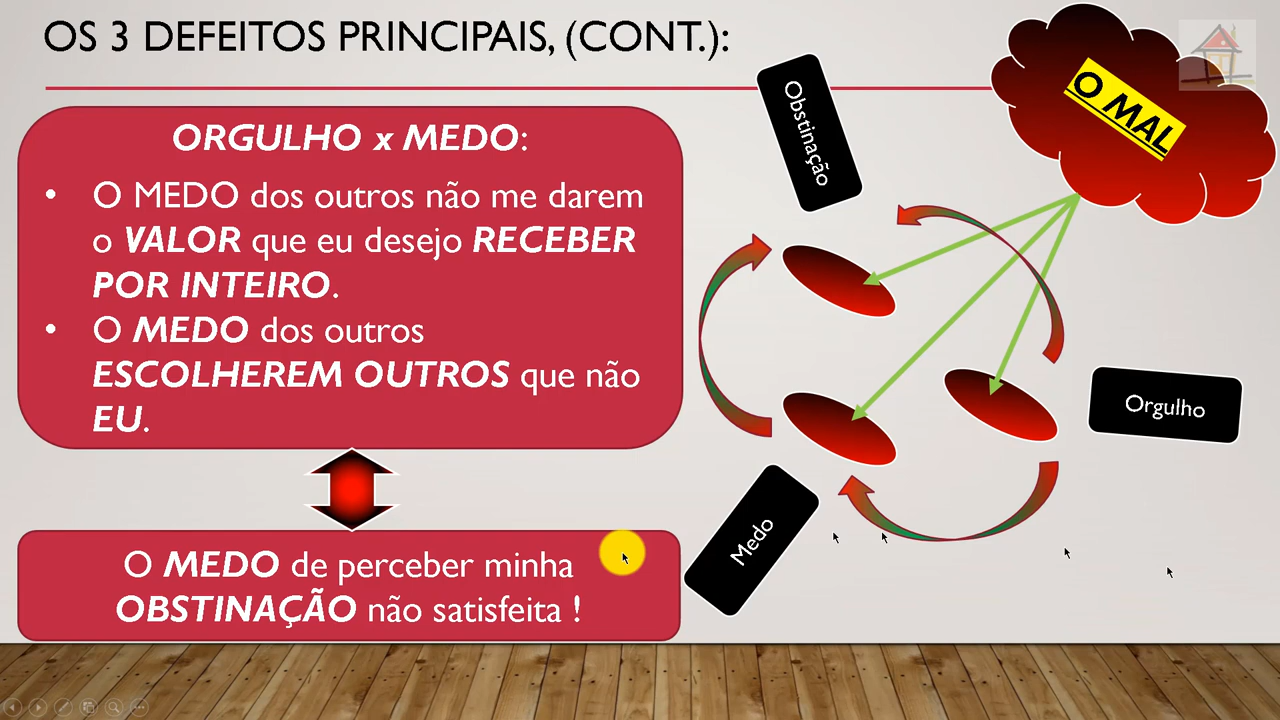 OS 3 DEFEITOS PRINCIPAIS, (CONT.):
ORGULHO x MEDO:
• O MEDO dos outros não me darem
o VALOR que eu desejo RECEBER
POR INTEIRO.
• O MEDO dos outros
ESCOLHEREM OUTROS que não
EU.
O MEDO de perceber minha
OBSTINAÇÃO não satisfeita !
Obstinação
O MAL
Orgulho
Medo